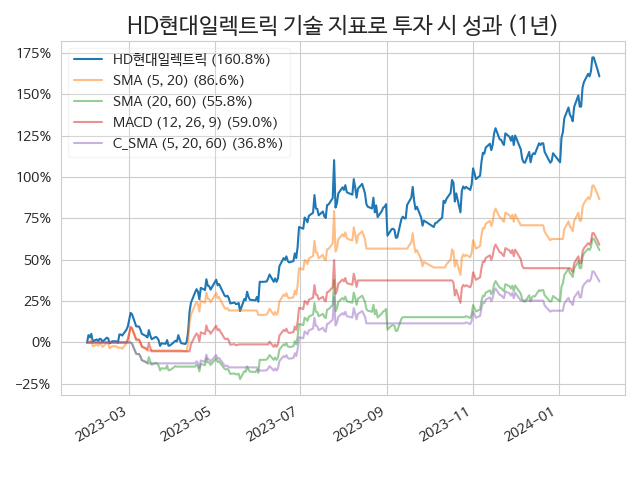 HD현대일렉트릭 기술 지표로 투자 시 성과 (1년)
175%
150%
125%
100%
75%
50%
25%
0%
−25%
HD현대일렉트릭 (160.8%)
SMA (5, 20) (86.6%)
SMA (20, 60) (55.8%)
MACD (12, 26, 9) (59.0%)
C_SMA (5, 20, 60) (36.8%)
2023−03
2023−05
2023−07
2023−09
2023−11
2024−01